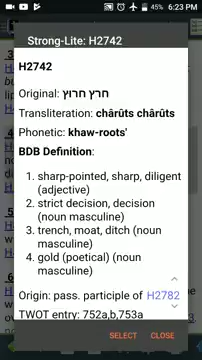 45% 6:23 PM
Strong-Lite: H2742
H2742
Original: חרץ חרוּץ
Transliteration: chârûts chârûts
Phonetic: khaw-roots'
BDB Definition:
1. sharp-pointed, sharp, diligent
(adjective)
2. strict decision, decision
(noun masculine)
3. trench, moat, ditch (noun
masculine)
4. gold (poetical) (noun
masculine)
Origin: pass. participle of H2782
TWOT entry: 752a,b,753a
SELECT CLOSE